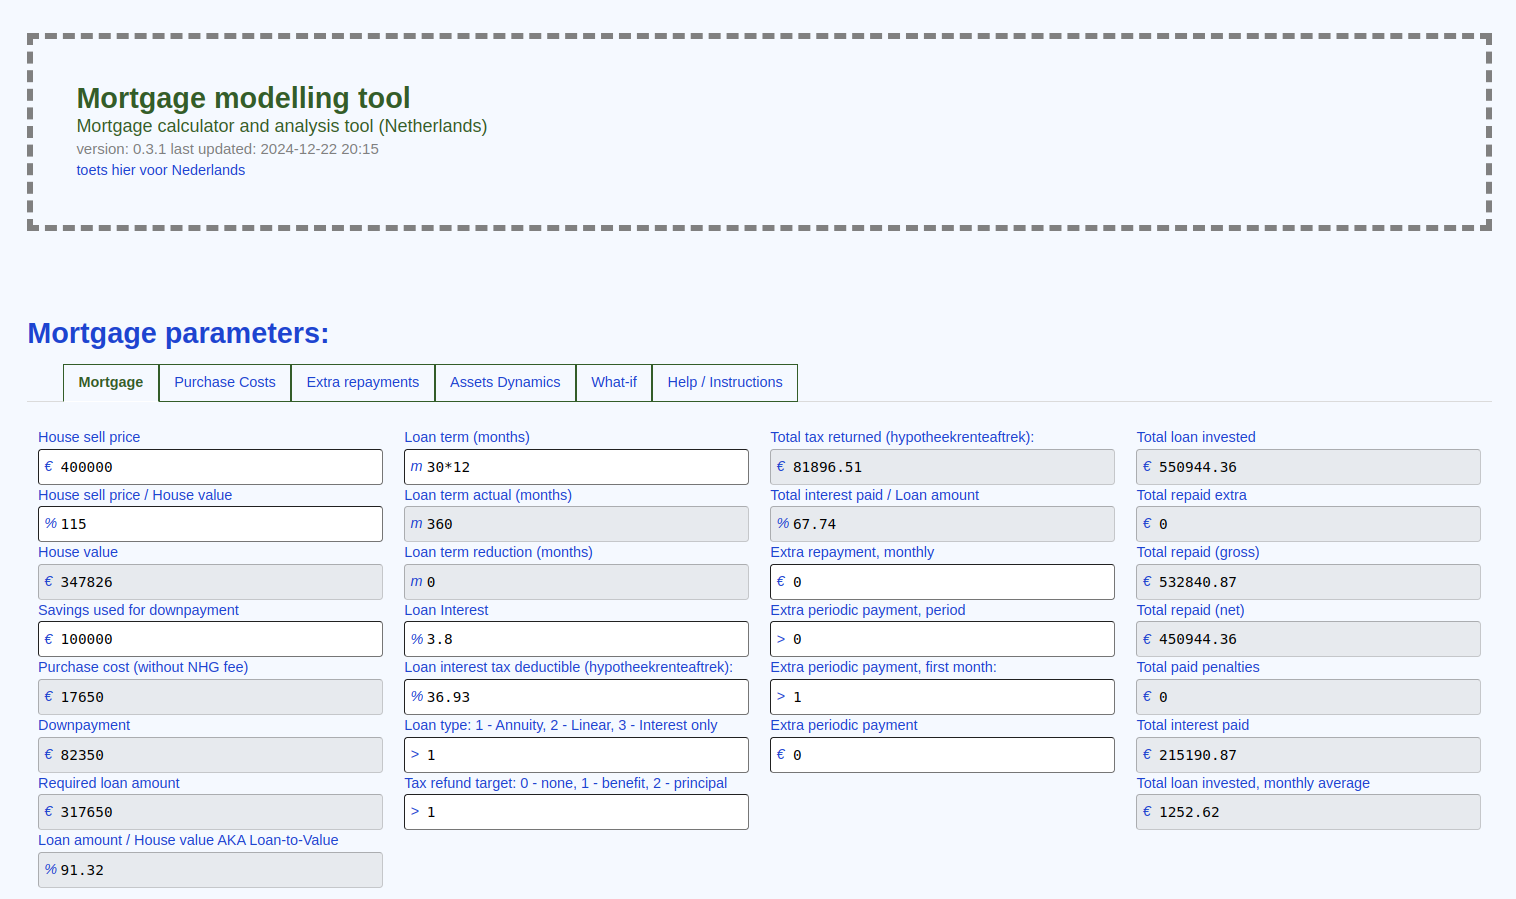 Mortgage modelling tool
Mortgage calculator and analysis tool (Netherlands)
version: 0.3.1 last updated: 2024-12-22 20:15
toets hier voor Nederlands
Mortgage parameters:
Mortgage
Purchase Costs
Extra repayments
Assets Dynamics
What-if
Help / Instructions
House sell price
€ 400000
House sell price / House value
% 115
House value
€ 347826
Savings used for downpayment
€ 100000
Purchase cost (without NHG fee)
€ 17650
Downpayment
€ 82350
Required loan amount
€ 317650
Loan amount / House value AKA Loan-to-Value
% 91.32
Loan term (months)
m 30*12
Loan term actual (months)
m 360
Loan term reduction (months)
m 0
Loan Interest
% 3.8
Loan interest tax deductible (hypotheekrenteaftrek):
% 36.93
Loan type: 1 - Annuity, 2 - Linear, 3 - Interest only
> 1
Tax refund target: 0 - none, 1 - benefit, 2 - principal
> 1
Total tax returned (hypotheekrenteaftrek):
€ 81896.51
Total interest paid / Loan amount
% 67.74
Extra repayment, monthly
€ 0
Extra periodic payment, period
> 0
Extra periodic payment, first month:
> 1
Extra periodic payment
€ 0
Total loan invested
€ 550944.36
Total repaid extra
€ 0
Total repaid (gross)
€ 532840.87
Total repaid (net)
€ 450944.36
Total paid penalties
€ 0
Total interest paid
€ 215190.87
Total loan invested, monthly average
€ 1252.62